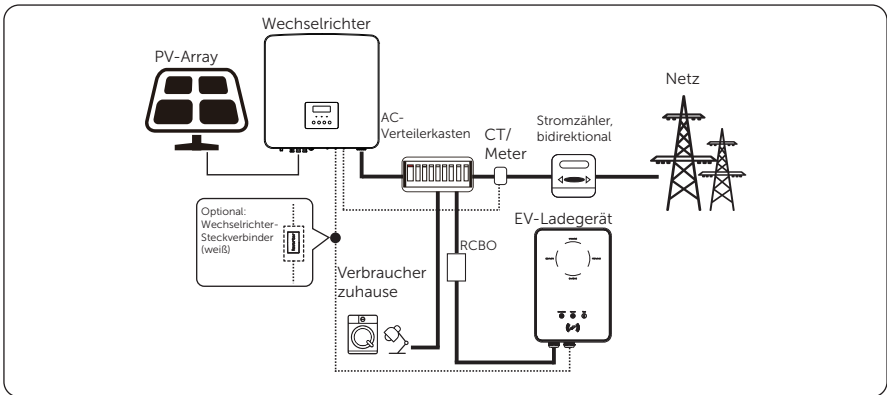 Wechselrichter
PV-Array
Netz
AC-
Verteilerkasten
CT/
Meter
Stromzähler,
bidirektional
Optional:
Wechselrichter-
Steckverbinder
(weiß)
EV-Ladegerät
RCBO
Verbraucher
zuhause